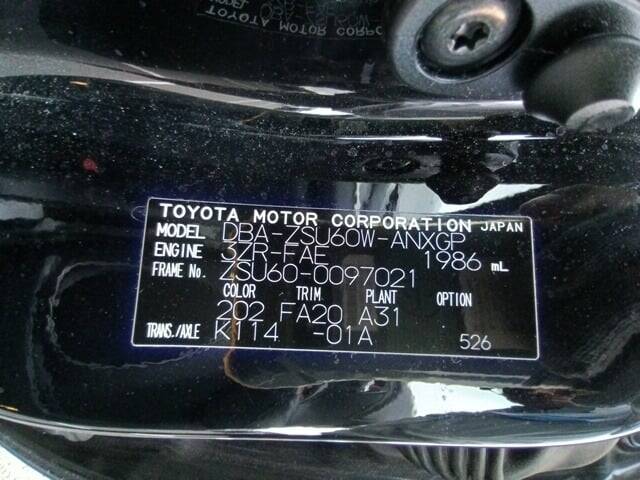 TOYOTA MOTOR CORPORATION JAPAN
MODEL DBA-ZSU60W-ANXGP
ENGINE 3ZR-FAE 1986 mL
FRAME No. ZSU60-0097021
COLOR TRIM PLANT OPTION
202 FA20 A31
TRANS./AXLE K114 -01A 526